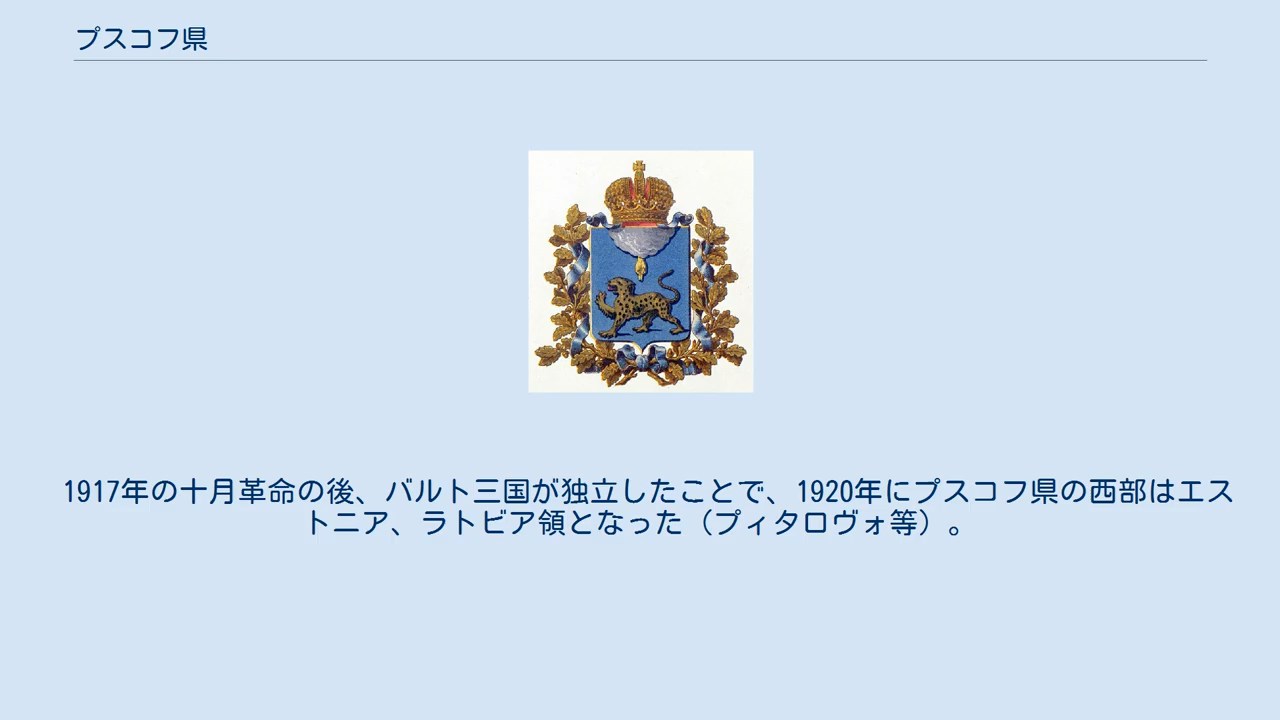 プスコフ県
1917年の十月革命の後、バルト三国が独立したことで、1920年にプスコフ県の西部はエス
トニア、ラトビア領となった（プィタロヴォ等）。